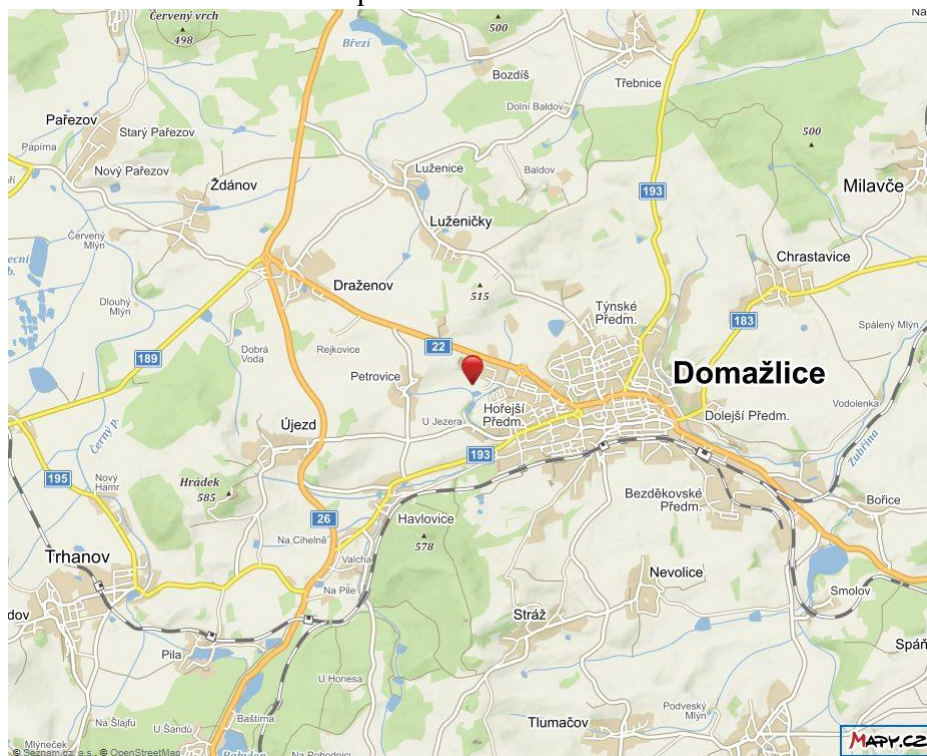 Červený vrch
498
500
Na
Březí
Bozdíš
Třebnice
Dolní Baldov
Pařezov
Papírna
Starý Pařezov
500
Nový Pařezov
Luženice
Baldov
193
Milavče
Ždánov
Luženičky
Červený
Mlýn
Chrastavice
Draženov
515
Týnské
Předm.
Dlouhý
Mlýn
183
Spálený Mlýn
189
Dobrá
Voda
Rejkovice
22
Petrovice
Domažlice
Vodolenka
U Jezera
Hořejší
Předm.
Dolejší Předm.
Černý p.
Újezd
193
Zubřina
195
Nový
Hamr
Hrádek
585
Bezděkovské
Předm.
Bořice
26
Havlovice
Na Cihelně
578
Trhanov
Valcha
Nevolice
Na Pile
Smolov
dov
Stráž
Pila
Spáň
U Honesa
Na Šlajfu
U Šandů
Baštírna
Tlumačov
Podveský
Mlýn
Mlýneček
Babylon
Na Pohodnici
© Seznam.cz, a.s., © OpenStreetMap
MAPY.CZ